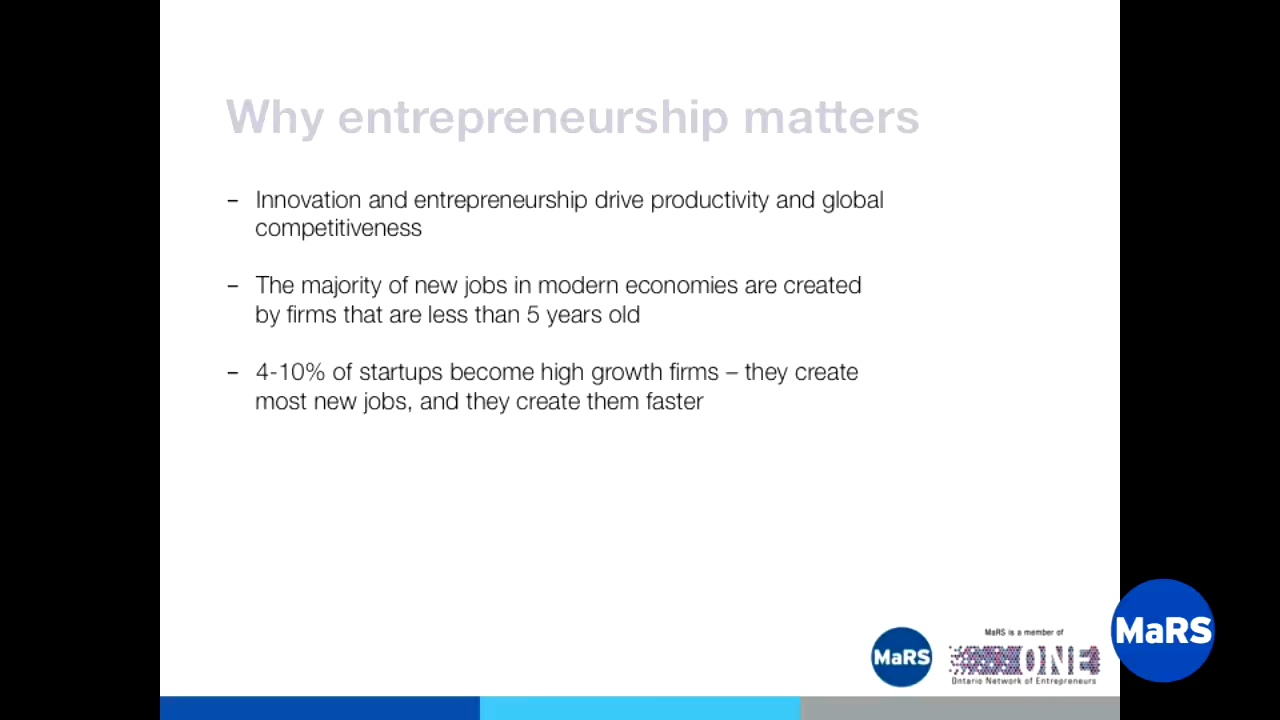 Why entrepreneurship matters
– Innovation and entrepreneurship drive productivity and global
competitiveness
– The majority of new jobs in modern economies are created
by firms that are less than 5 years old
– 4-10% of startups become high growth firms – they create
most new jobs, and they create them faster
MaRS
MaRS is a member of
ONE
Ontario Network of Entrepreneurs
MaRS